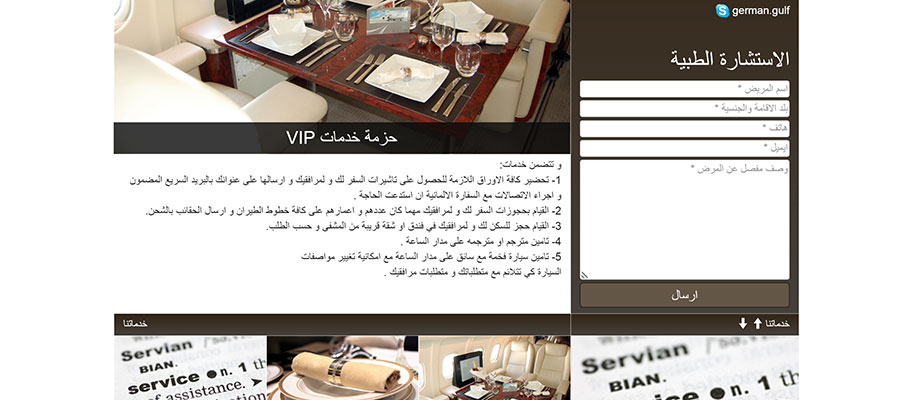 german.gulf
الاستشارة الطبية
اسم المريض *
بلد الاقامة والجنسية *
هاتف *
ايميل *
وصف مفصل عن المرض *
ارسال
حزمة خدمات VIP
و تتضمن خدمات:
1- تحضير كافة الاوراق اللازمة للحصول على تاشيرات السفر لك و لمرافقيك و ارسالها على عنوانك بالبريد السريع المضمون
و اجراء الاتصالات مع السفارة الالمانية ان استدعت الحاجة .
2- القيام بحجوزات السفر لك و لمرافقيك مهما كان عددهم و اعمارهم على كافة خطوط الطيران و ارسال الحقائب بالشحن.
3- القيام حجز للسكن لك و لمرافقيك في فندق او شقة قريبة من المشفى و حسب الطلب.
4- تامين مترجم او مترجمه على مدار الساعة .
5- تامين سيارة فخمة مع سائق على مدار الساعة مع امكانية تغيير مواصفات
السيارة كي تتلائم مع متطلباتك و متطلبات مرافقيك .
خدماتنا
خدماتنا
Servian
BIAN.
service n. 1 th
of assistance.
Servian
BIAN.
service n. 1 th
of assistance.